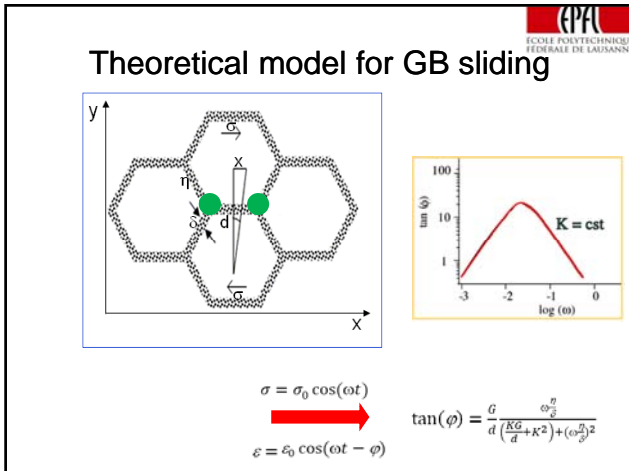 EPFL
ÉCOLE POLYTECHNIQUE
FÉDÉRALE DE LAUSANNE
Theoretical model for GB sliding
y
σ
x
η
d
δ
σ
x
tan (φ)
100
10
1
K = cst
-3 -2 -1 0
log (ω)
σ = σ₀ cos(ωt)
ε = ε₀ cos(ωt − φ)
tan(φ) = G/d ω η/δ / ((KG/d + K²) + (ω η/δ)²)